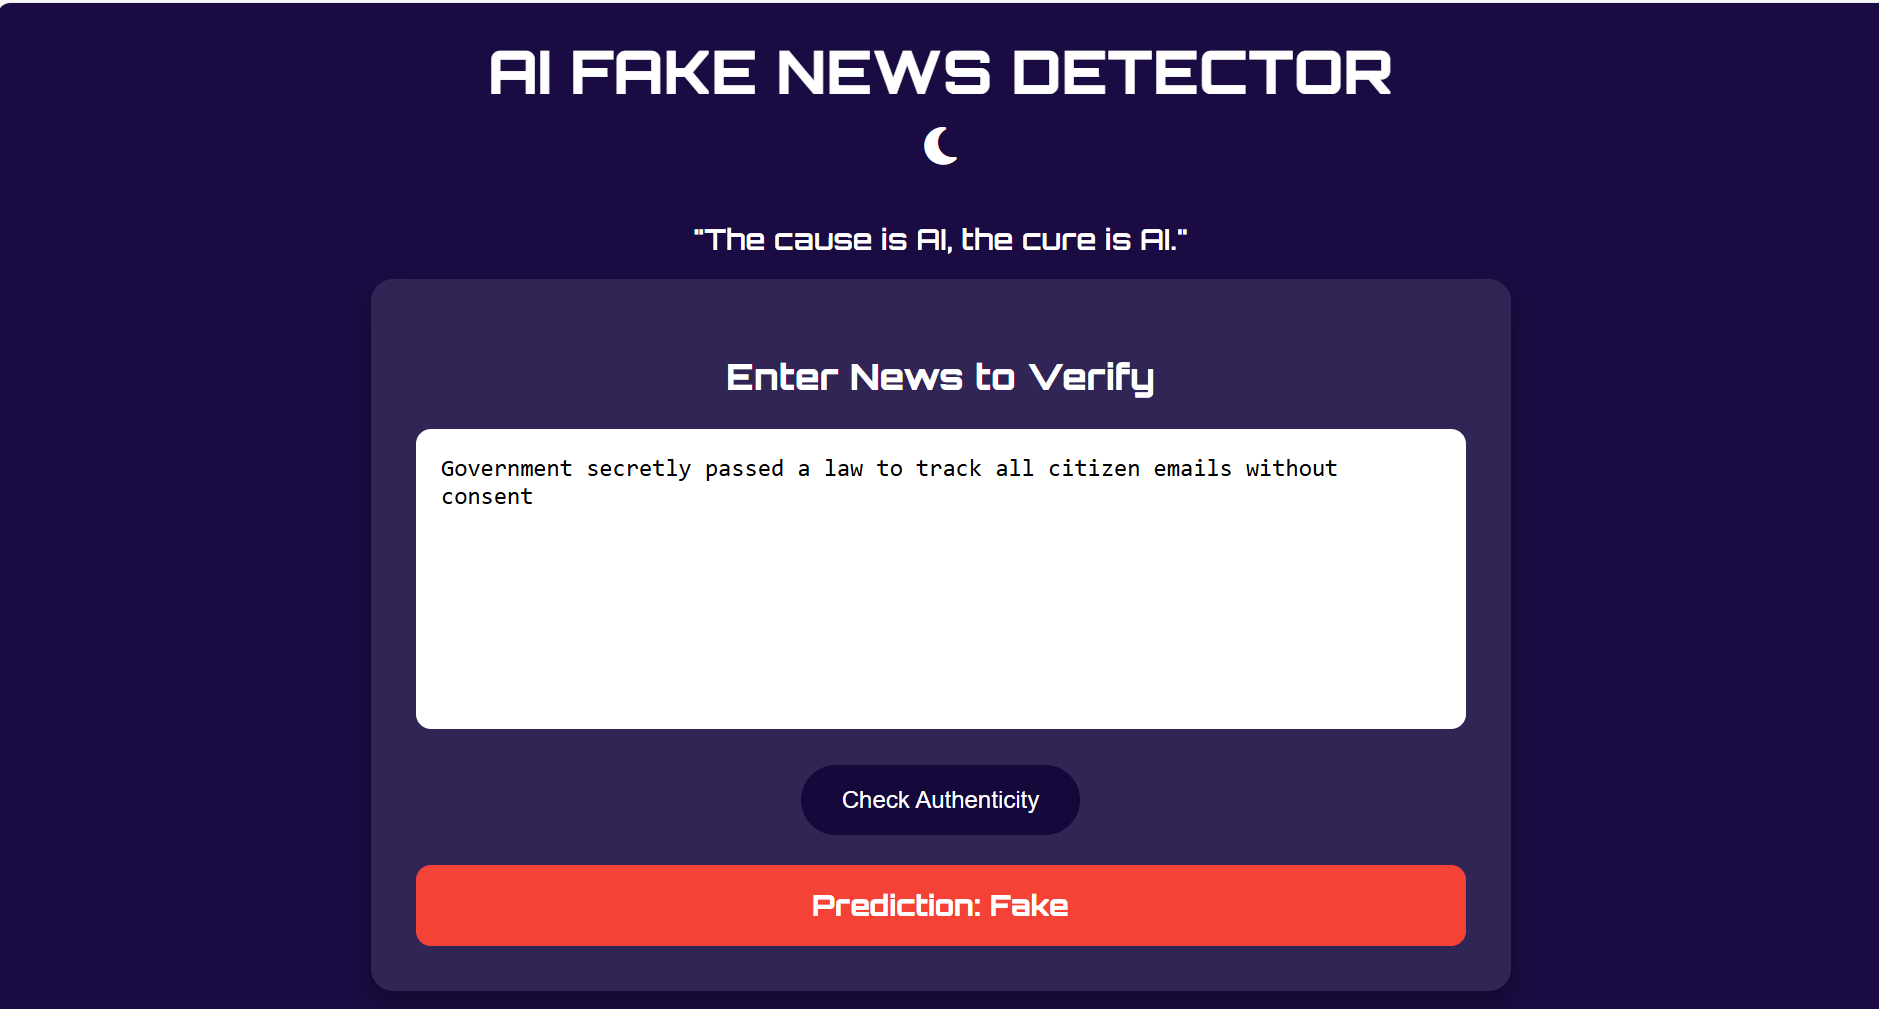 AI FAKE NEWS DETECTOR
"The cause is AI, the cure is AI."
Enter News to Verify
Government secretly passed a law to track all citizen emails without
consent
Check Authenticity
Prediction: Fake